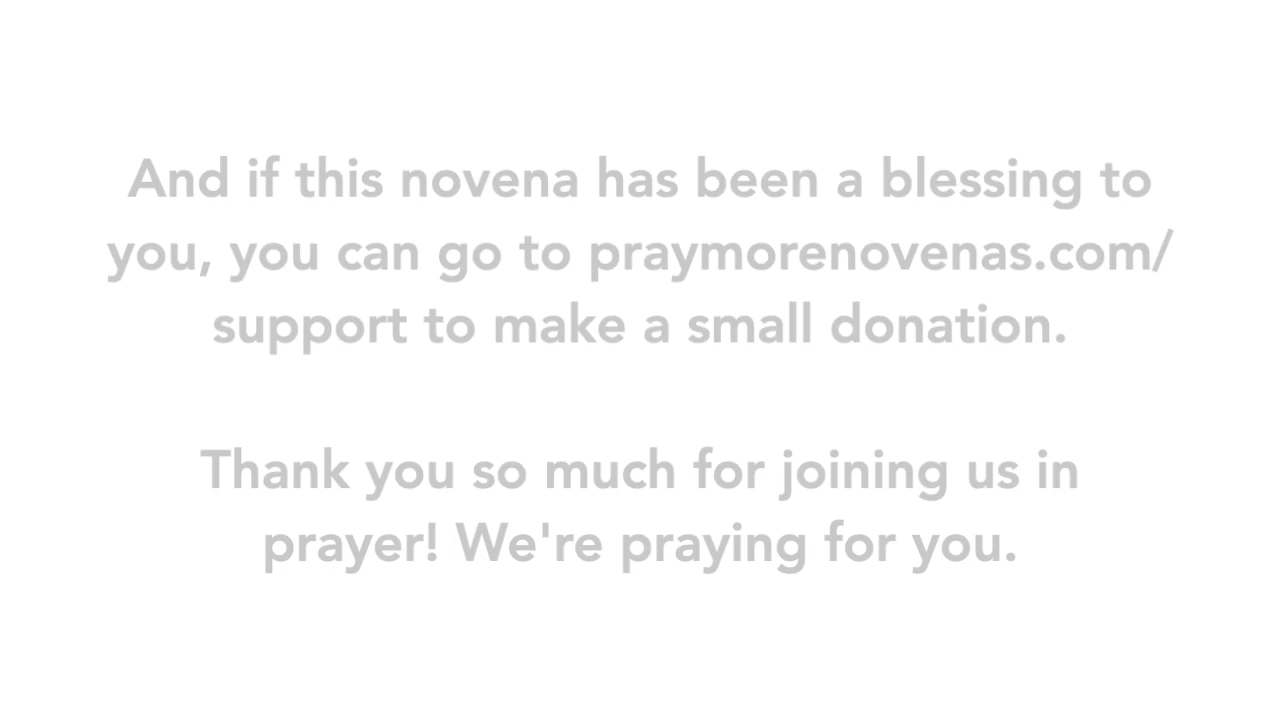 And if this novena has been a blessing to
you, you can go to praymorenovenas.com/
support to make a small donation.
Thank you so much for joining us in
prayer! We're praying for you.